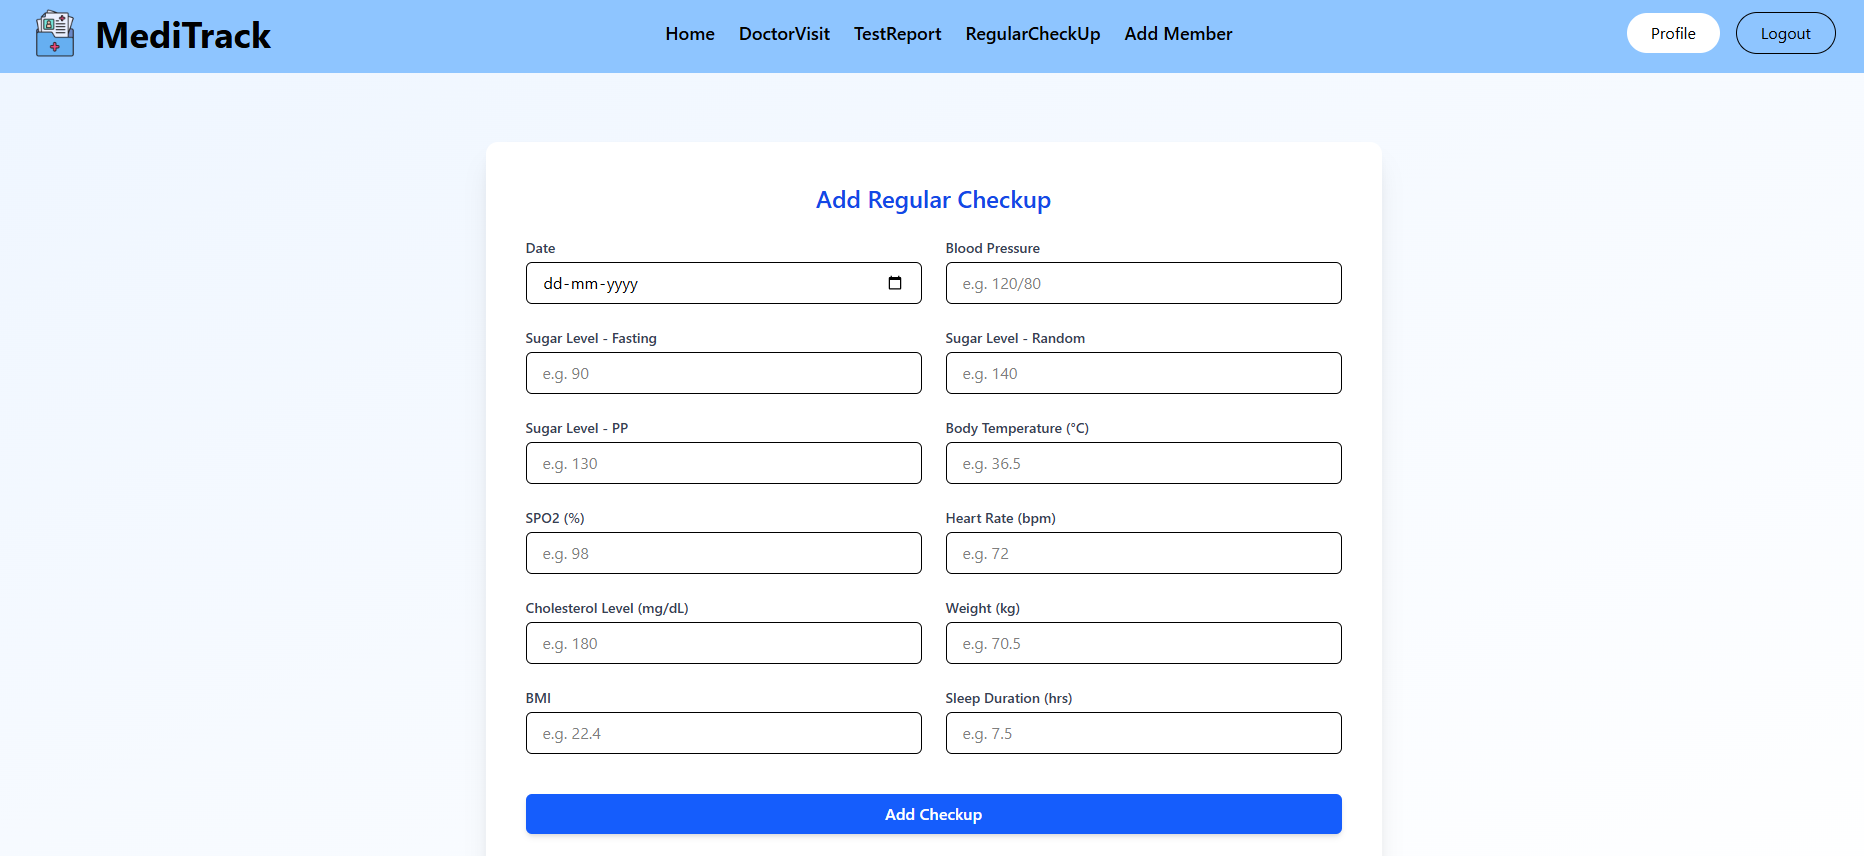 MediTrack
Home DoctorVisit TestReport RegularCheckUp Add Member
Profile Logout
Add Regular Checkup
Date Blood Pressure
dd-mm-yyyy e.g. 120/80
Sugar Level - Fasting Sugar Level - Random
e.g. 90 e.g. 140
Sugar Level - PP Body Temperature (°C)
e.g. 130 e.g. 36.5
SPO2 (%) Heart Rate (bpm)
e.g. 98 e.g. 72
Cholesterol Level (mg/dL) Weight (kg)
e.g. 180 e.g. 70.5
BMI Sleep Duration (hrs)
e.g. 22.4 e.g. 7.5
Add Checkup